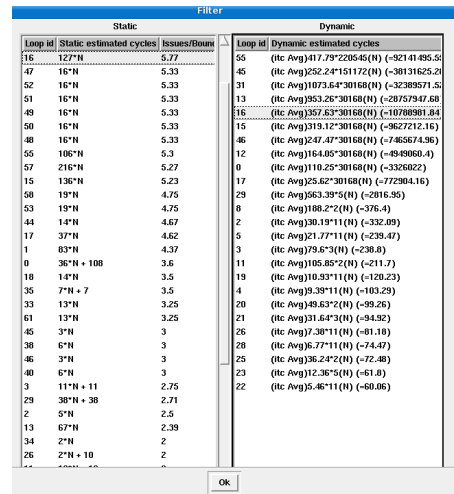 Filter
Static
Loop id Static estimated cycles Issues/Boun
16 127*N 5.77
47 16*N 5.33
52 16*N 5.33
51 16*N 5.33
49 16*N 5.33
50 16*N 5.33
48 16*N 5.33
55 106*N 5.3
57 216*N 5.27
15 136*N 5.23
58 19*N 4.75
53 19*N 4.75
44 14*N 4.67
17 37*N 4.62
1 83*N 4.37
0 36*N + 108 3.6
18 14*N 3.5
35 7*N + 7 3.5
33 13*N 3.25
61 13*N 3.25
45 3*N 3
38 6*N 3
46 3*N 3
40 6*N 3
3 11*N + 11 2.75
29 38*N + 38 2.71
2 5*N 2.5
13 67*N 2.39
34 2*N 2
26 2*N + 10 2
Dynamic
Loop id Dynamic estimated cycles
55 (itc Avg)417.79*220545(N) (=92141495.5
45 (itc Avg)252.24*151172(N) (=38131625.2
31 (itc Avg)1073.64*30168(N) (=32389571.5
13 (itc Avg)953.26*30168(N) (=28757947.68
16 (itc Avg)357.63*30168(N) (=10788981.84
15 (itc Avg)319.12*30168(N) (=9627212.16)
46 (itc Avg)247.47*30168(N) (=7465674.96)
12 (itc Avg)164.05*30168(N) (=4949060.4)
0 (itc Avg)110.25*30168(N) (=3326022)
17 (itc Avg)25.62*30168(N) (=772904.16)
29 (itc Avg)563.39*5(N) (=2816.95)
8 (itc Avg)188.2*2(N) (=376.4)
2 (itc Avg)30.19*11(N) (=332.09)
5 (itc Avg)21.77*11(N) (=239.47)
3 (itc Avg)79.6*3(N) (=238.8)
11 (itc Avg)105.85*2(N) (=211.7)
19 (itc Avg)10.93*11(N) (=120.23)
4 (itc Avg)9.39*11(N) (=103.29)
20 (itc Avg)49.63*2(N) (=99.26)
21 (itc Avg)31.64*3(N) (=94.92)
26 (itc Avg)7.38*11(N) (=81.18)
28 (itc Avg)6.77*11(N) (=74.47)
25 (itc Avg)36.24*2(N) (=72.48)
23 (itc Avg)12.36*5(N) (=61.8)
22 (itc Avg)5.46*11(N) (=60.06)
Ok